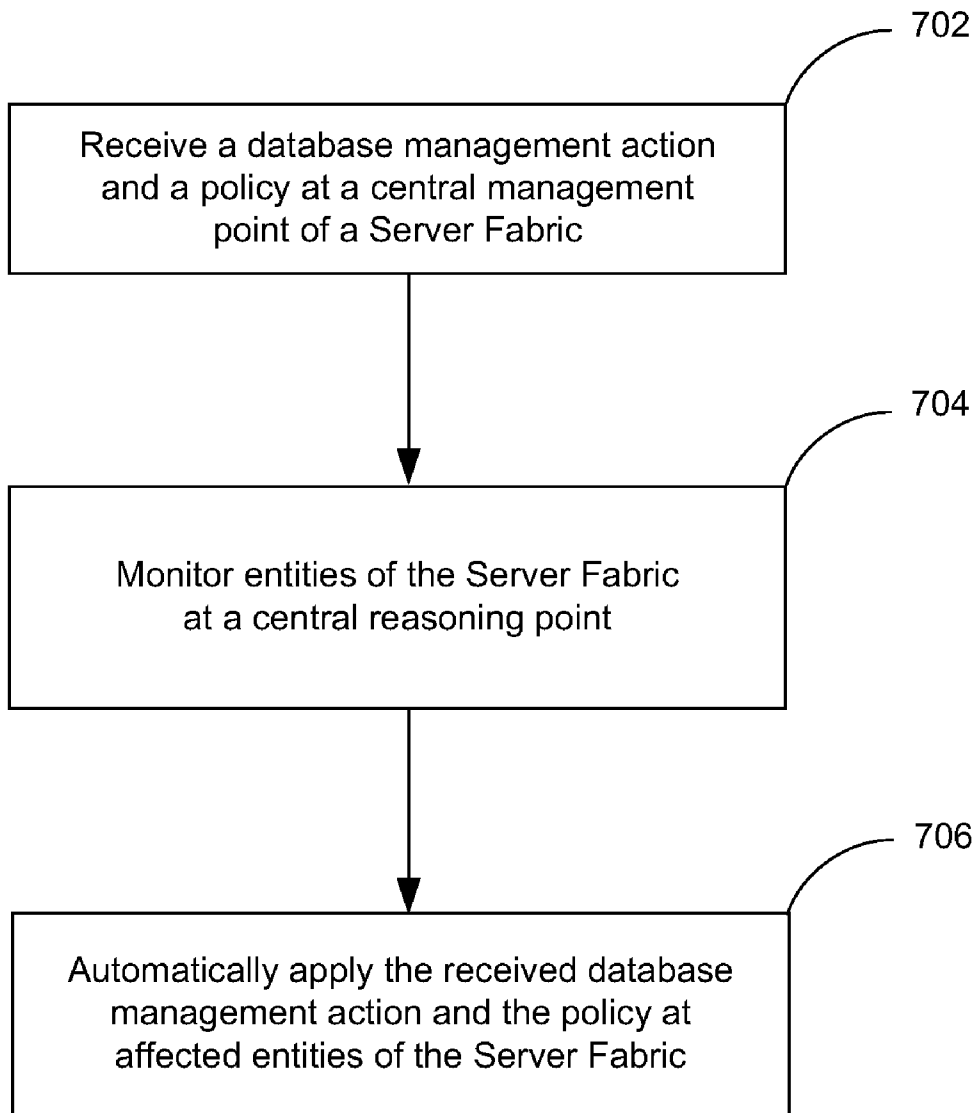 702
Receive a database management action
and a policy at a central management
point of a Server Fabric
704
Monitor entities of the Server Fabric
at a central reasoning point
706
Automatically apply the received database
management action and the policy at
affected entities of the Server Fabric